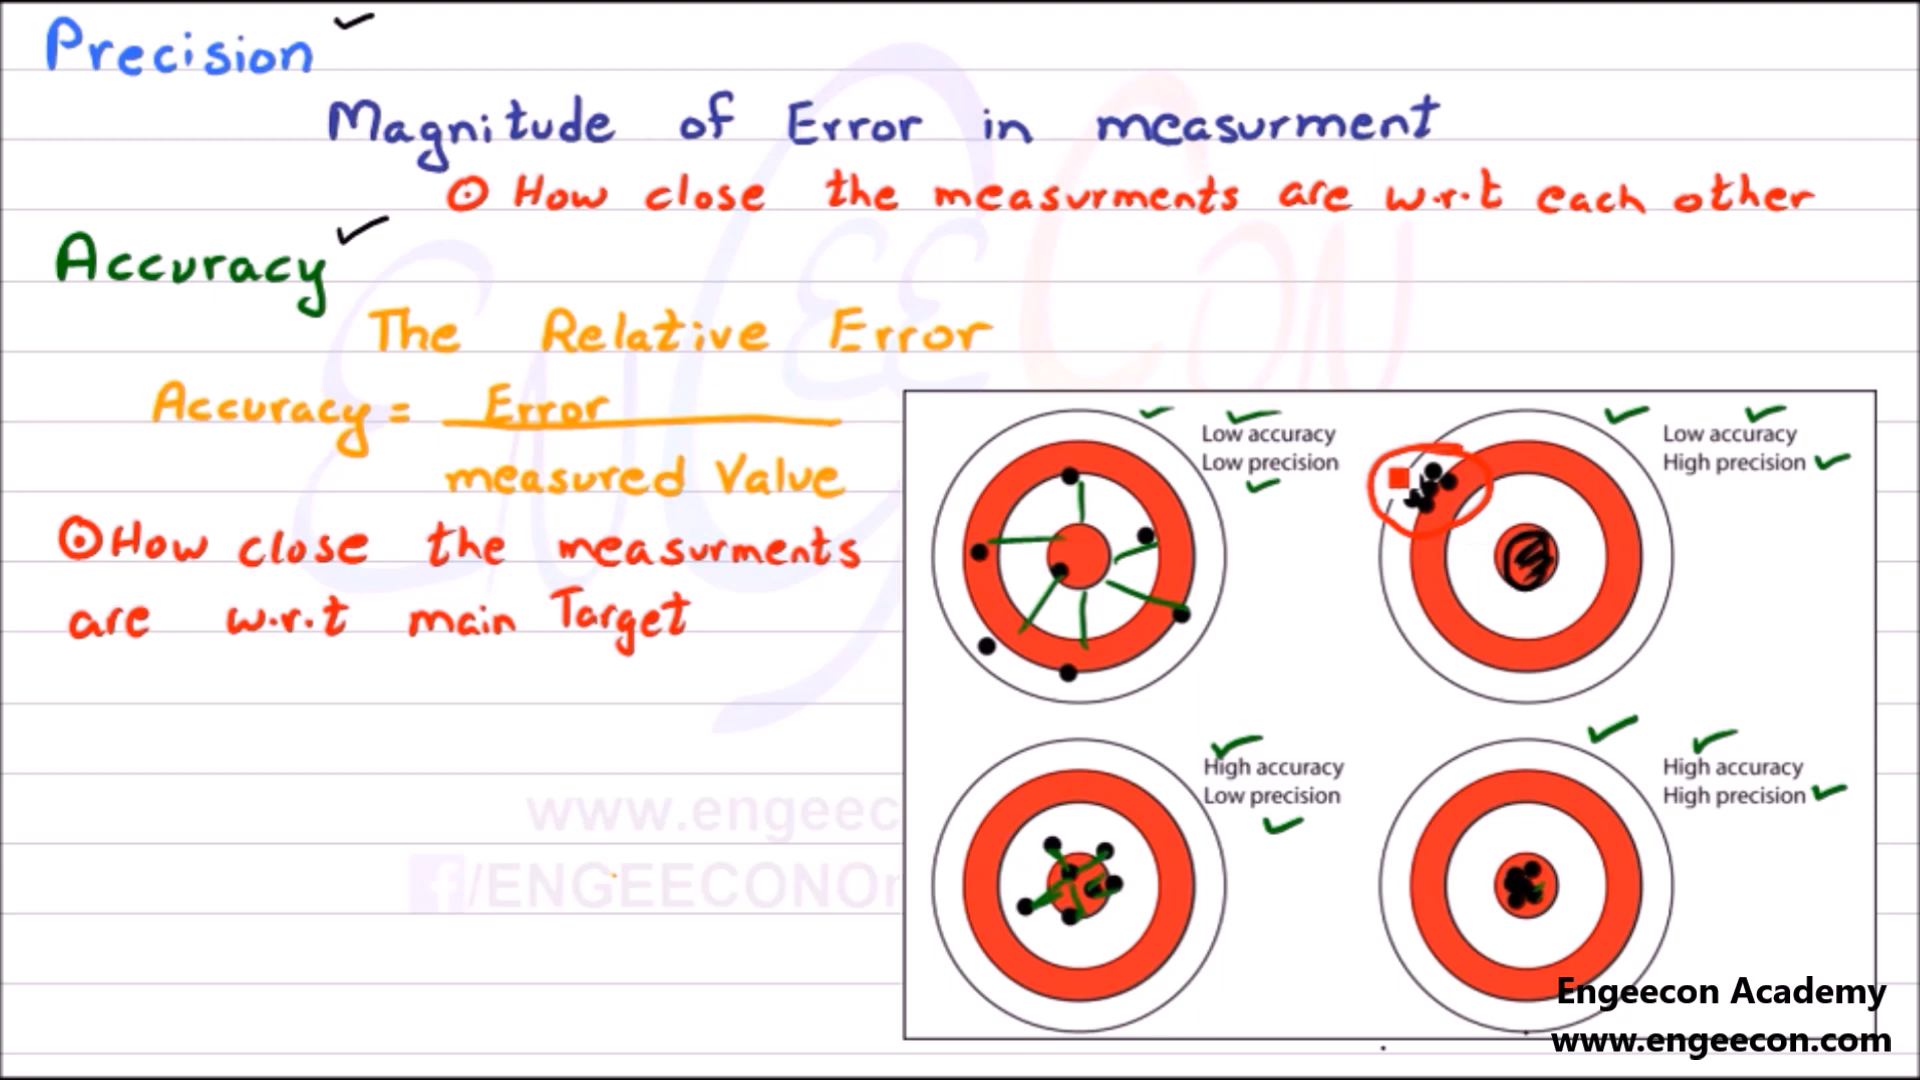 Precision
Magnitude of Error in measurment
How close the measurments are w.r.t each other
Accuracy
The Relative Error
Accuracy = Error
measured Value
How close the measurments
are w.r.t main Target
Low accuracy
Low precision
Low accuracy
High precision
High accuracy
Low precision
High accuracy
High precision
ENGEECON
www.engeec
f/ENGEECONO
Engeecon Academy
www.engeecon.com